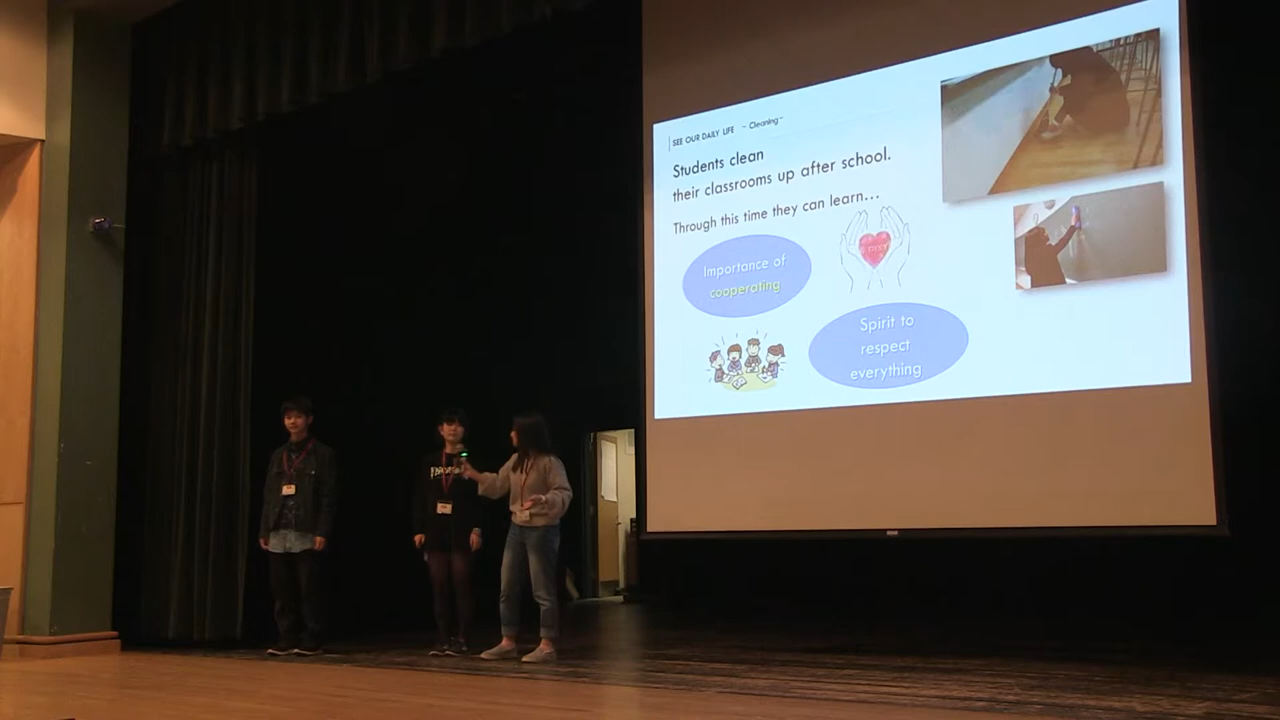 SEE OUR DAILY LIFE ~ Cleaning~
Students clean
their classrooms up after school.
Through this time they can learn...
Importance of
cooperating
Spirit to
respect
everything